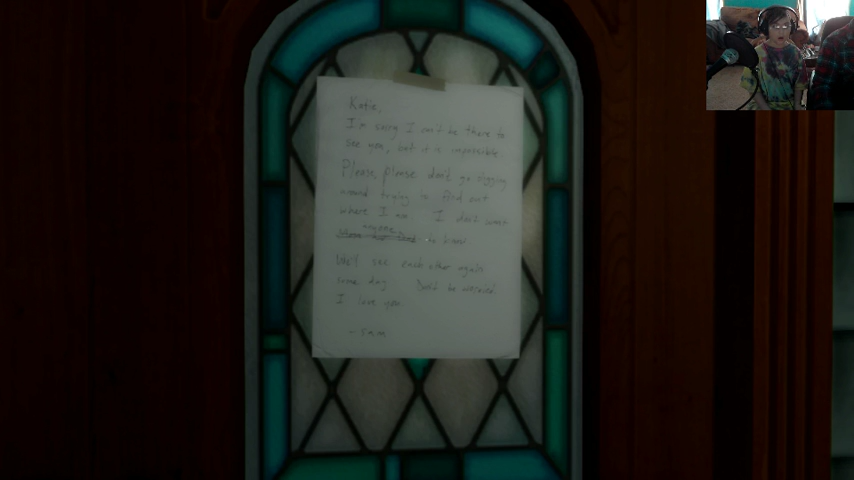 Katie,
I'm sorry I can't be there to
see you, but it is impossible.
Please, please don't go digging
around trying to find out
where I am. I don't want
anyone to know.
We'll see each other again
some day. Don't be worried.
I love you.
- Sam